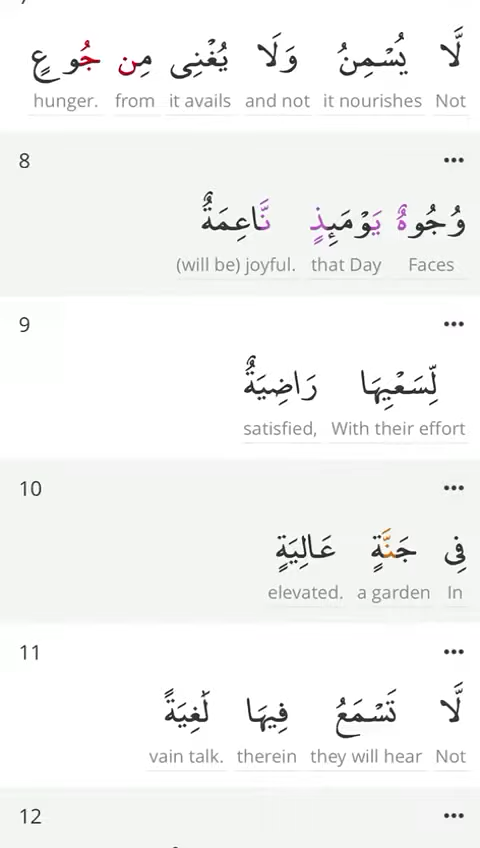 لَّا يُسْمِنُ وَلَا يُغْنِى مِن جُوعٍ
Not it nourishes and not it avails from hunger.
8
وُجُوهٌ يَوْمَئِذٍ نَّاعِمَةٌ
Faces that Day (will be) joyful.
9
لِّسَعْيِهَا رَاضِيَةٌ
With their effort satisfied,
10
فِى جَنَّةٍ عَالِيَةٍ
In a garden elevated.
11
لَّا تَسْمَعُ فِيهَا لَٰغِيَةً
Not they will hear therein vain talk.
12